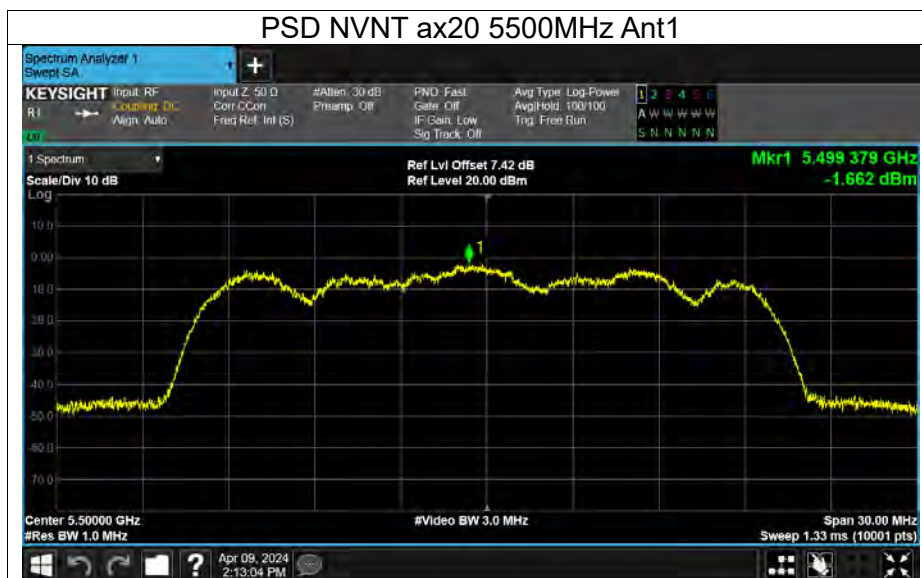 PSD NVNT ax20 5500MHz Ant1
Spectrum Analyzer 1
Swept SA
+
KEYSIGHT Input: RF Input Z: 50 Ω #Atten: 30 dB PNO: Fast Avg Type: Log-Power 1 2 3 4 5 6
Coupling: DC Corr CCorr Preamp: Off Gate: Off Avg|Hold: 100/100 A W W W W W
Align: Auto Freq Ref: Int (S) IF Gain: Low Trig: Free Run
Sig Track: Off S N N N N N
1 Spectrum Ref Lvl Offset 7.42 dB Mkr1 5.499 379 GHz
Scale/Div 10 dB Ref Level 20.00 dBm -1.662 dBm
Log
10.0
0.00
1
-10.0
-20.0
-30.0
-40.0
-50.0
-60.0
-70.0
Center 5.50000 GHz #Video BW 3.0 MHz Span 30.00 MHz
#Res BW 1.0 MHz Sweep 1.33 ms (10001 pts)
? Apr 09, 2024
2:13:04 PM